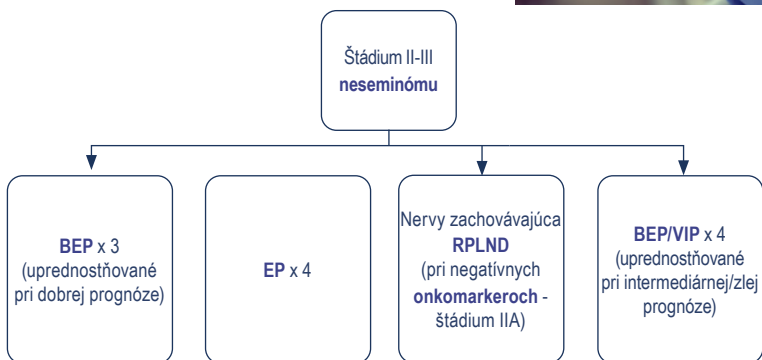 Štádium II-III
neseminómu
BEP x 3
(uprednostňované
pri dobrej prognóze)
EP x 4
Nervy zachovávajúca
RPLND
(pri negatívnych
onkomarkeroch -
štádium IIA)
BEP/VIP x 4
(uprednostňované
pri intermediárnej/zlej
prognóze)